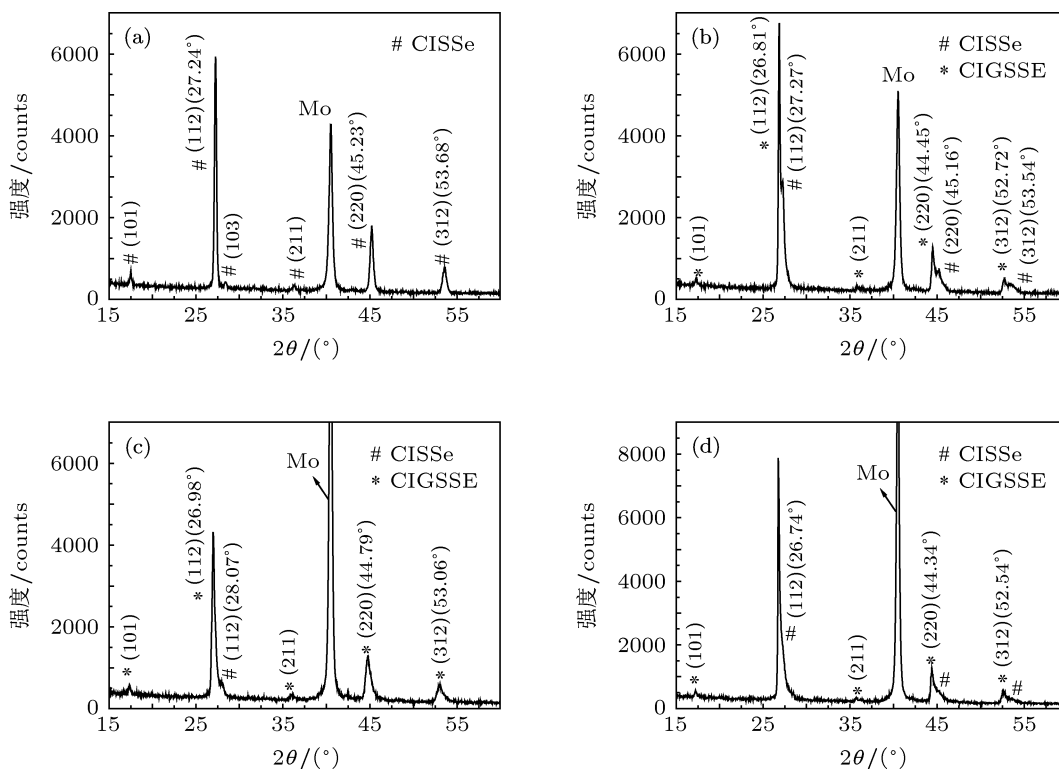 (a)
# CISSe
# (101)
# (112)(27.24°)
# (103)
# (211)
Mo
# (220)(45.23°)
# (312)(53.68°)
强度/counts
6000
4000
2000
0
15 25 35 45 55
2θ/(°)
(b)
# CISSe
* CIGSSE
* (101)
* (112)(26.81°)
# (112)(27.27°)
* (211)
Mo
* (220)(44.45°)
# (220)(45.16°)
* (312)(52.72°)
# (312)(53.54°)
强度/counts
6000
4000
2000
0
15 25 35 45 55
2θ/(°)
(c)
# CISSe
* CIGSSE
* (101)
* (112)(26.98°)
# (112)(28.07°)
* (211)
Mo
* (220)(44.79°)
* (312)(53.06°)
强度/counts
6000
4000
2000
0
15 25 35 45 55
2θ/(°)
(d)
# CISSe
* CIGSSE
* (101)
# (112)(26.74°)
* (211)
Mo
* (220)(44.34°)
#
* (312)(52.54°)
#
强度/counts
8000
6000
4000
2000
0
15 25 35 45 55
2θ/(°)